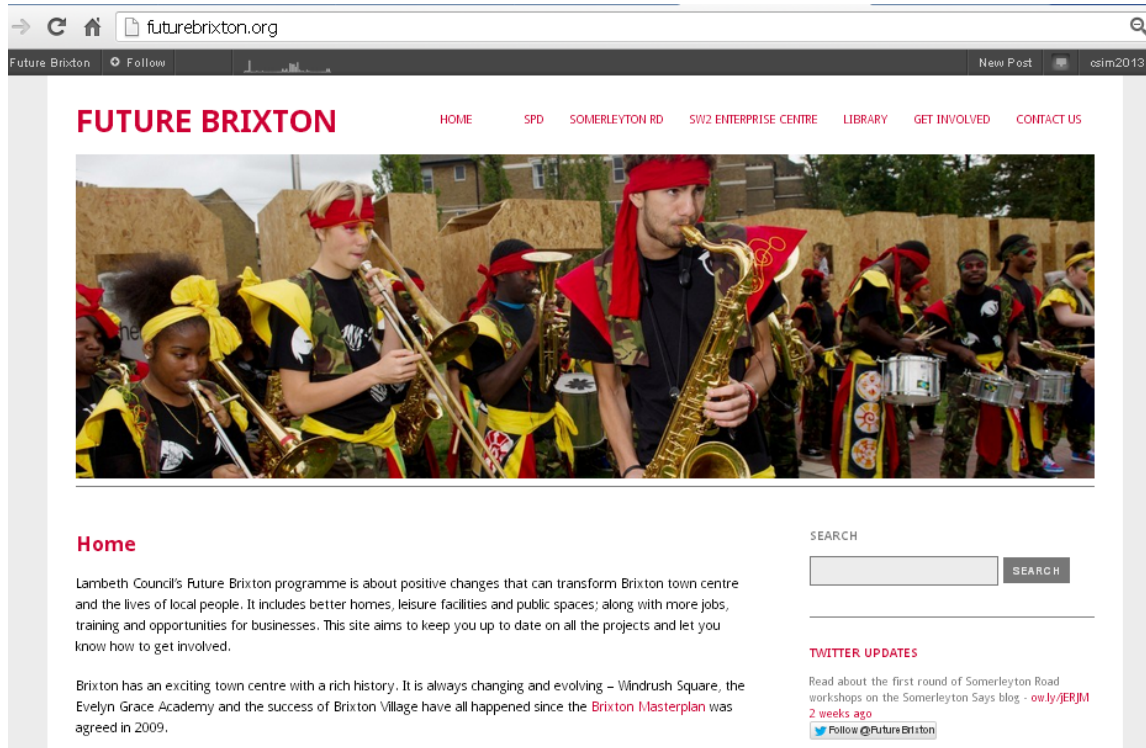 futurebrixton.org
Future Brixton Follow New Post csim2013
FUTURE BRIXTON
HOME SPD SOMERLEYTON RD SW2 ENTERPRISE CENTRE LIBRARY GET INVOLVED CONTACT US
Home
Lambeth Council's Future Brixton programme is about positive changes that can transform Brixton town centre
and the lives of local people. It includes better homes, leisure facilities and public spaces; along with more jobs,
training and opportunities for businesses. This site aims to keep you up to date on all the projects and let you
know how to get involved.
Brixton has an exciting town centre with a rich history. It is always changing and evolving – Windrush Square, the
Evelyn Grace Academy and the success of Brixton Village have all happened since the Brixton Masterplan was
agreed in 2009.
SEARCH
SEARCH
TWITTER UPDATES
Read about the first round of Somerleyton Road
workshops on the Somerleyton Says blog - ow.ly/jERJM
2 weeks ago
Follow @FutureBrixton